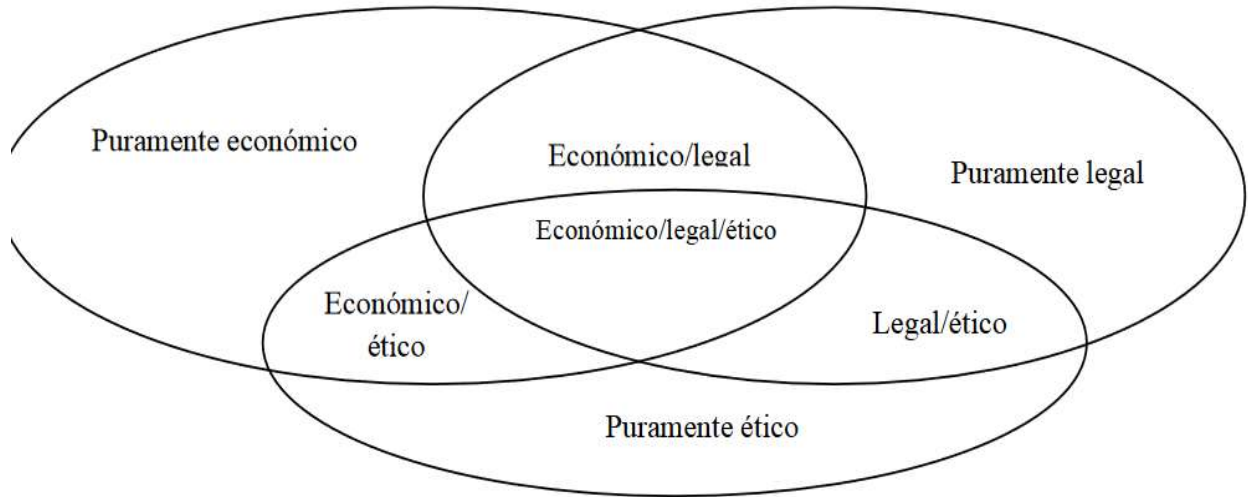 Puramente económico
Económico/legal
Puramente legal
Económico/legal/ético
Económico/
ético
Legal/ético
Puramente ético